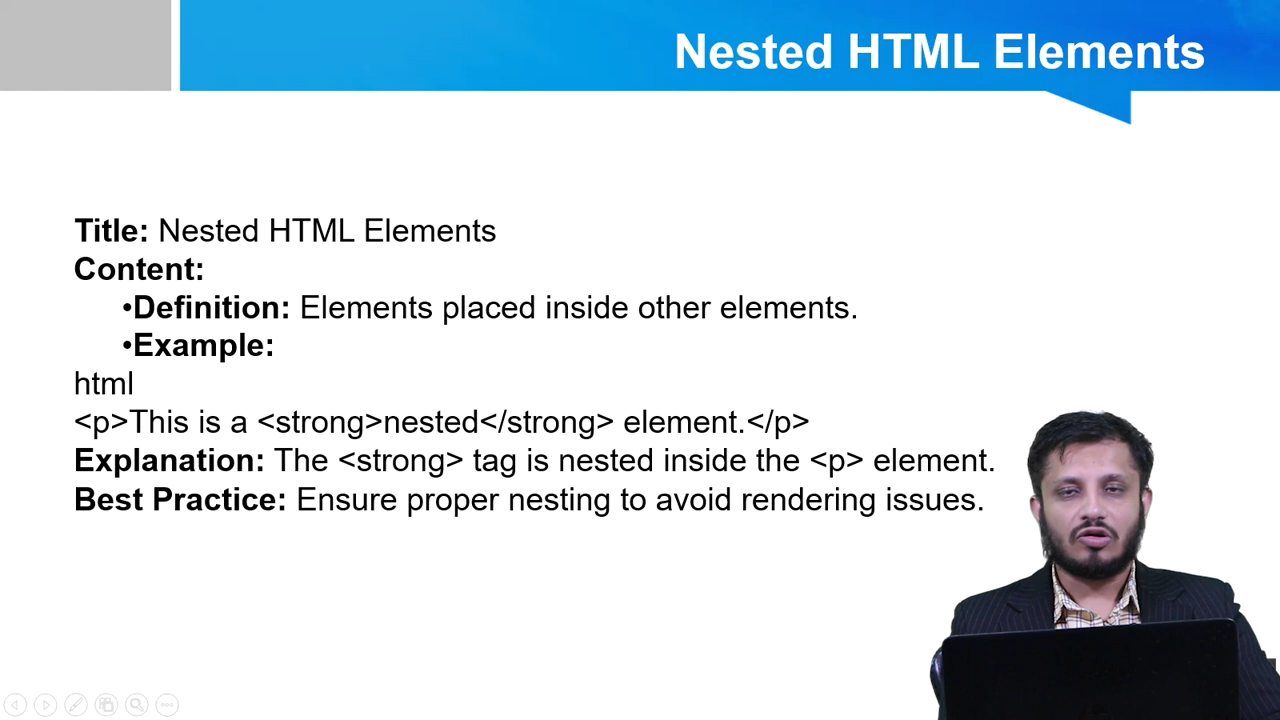 Nested HTML Elements
Title: Nested HTML Elements
Content:
•Definition: Elements placed inside other elements.
•Example:
html
<p>This is a <strong>nested</strong> element.</p>
Explanation: The <strong> tag is nested inside the <p> element.
Best Practice: Ensure proper nesting to avoid rendering issues.